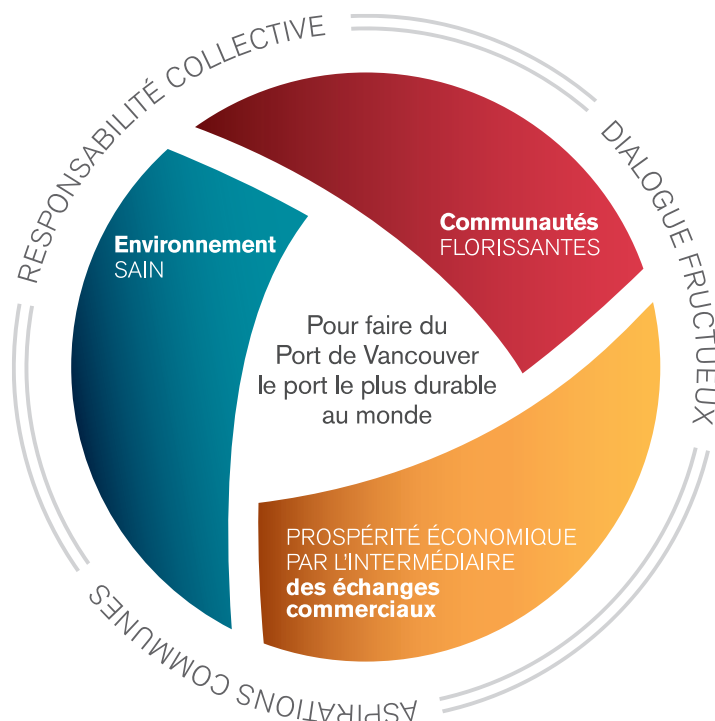 RESPONSABILITÉ COLLECTIVE
DIALOGUE FRUCTUEUX
Communautés
FLORISSANTES
Environnement
SAIN
Pour faire du
Port de Vancouver
le port le plus durable
au monde
PROSPÉRITÉ ÉCONOMIQUE
PAR L'INTERMÉDIAIRE
des échanges
commerciaux
ASPIRATIONS COMMUNES